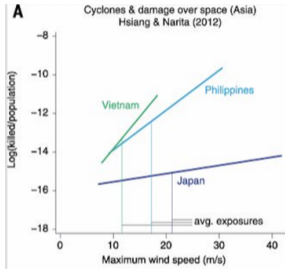 A
Cyclones & damage over space (Asia)
Hsiang & Narita (2012)
Log(killed/population)
-8
-10
-12
-14
-16
-18
Vietnam
Philippines
Japan
avg. exposures
0 10 20 30 40
Maximum wind speed (m/s)